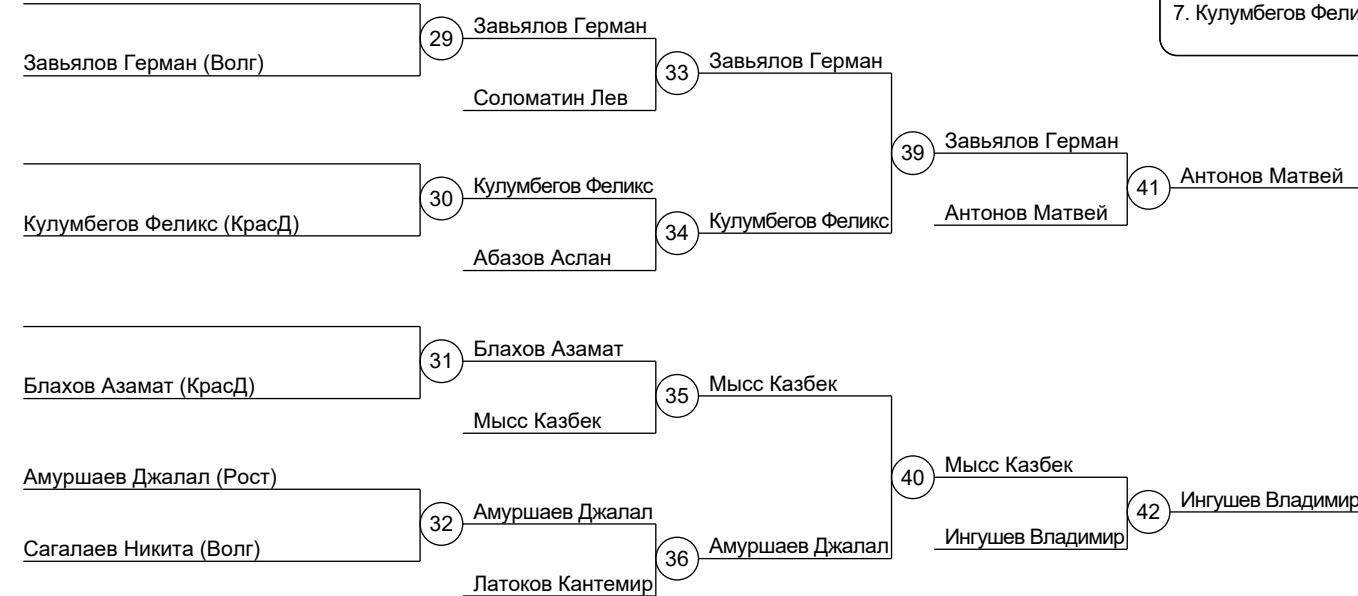 7. Кулумбегов Фели
Завьялов Герман
29
Завьялов Герман (Волг)
Завьялов Герман
33
Соломатин Лев
Завьялов Герман
39
Кулумбегов Феликс
30
Антонов Матвей
41
Кулумбегов Феликс (КрасД)
Антонов Матвей
Кулумбегов Феликс
34
Абазов Аслан
Блахов Азамат
31
Блахов Азамат (КрасД)
Мысс Казбек
35
Мысс Казбек
Мысс Казбек
40
Амуршаев Джалал (Рост)
Ингушев Владимир
42
Амуршаев Джалал
32
Ингушев Владимир
Сагалаев Никита (Волг)
Амуршаев Джалал
36
Латоков Кантемир